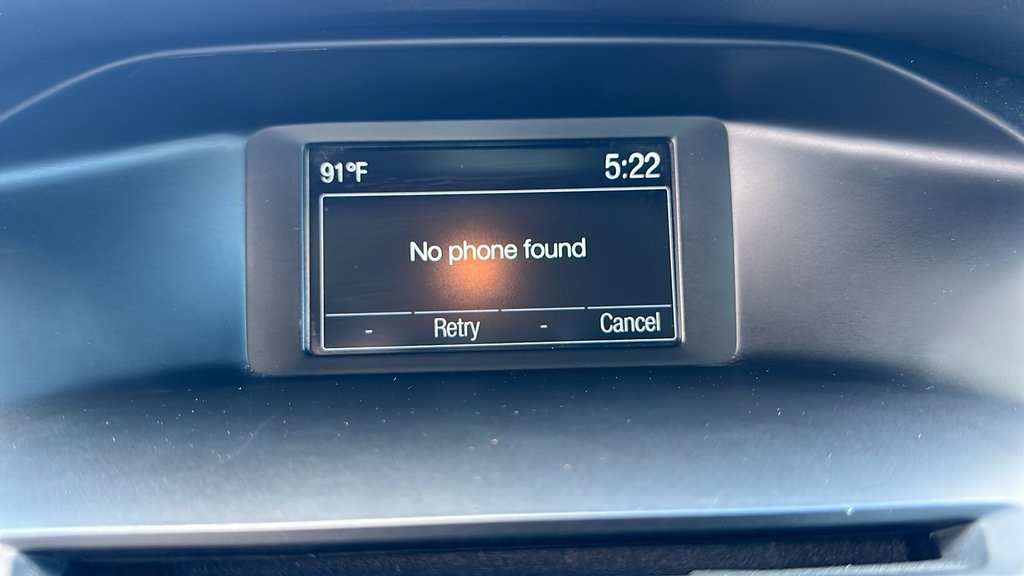 91°F 5:22
No phone found
- Retry - Cancel